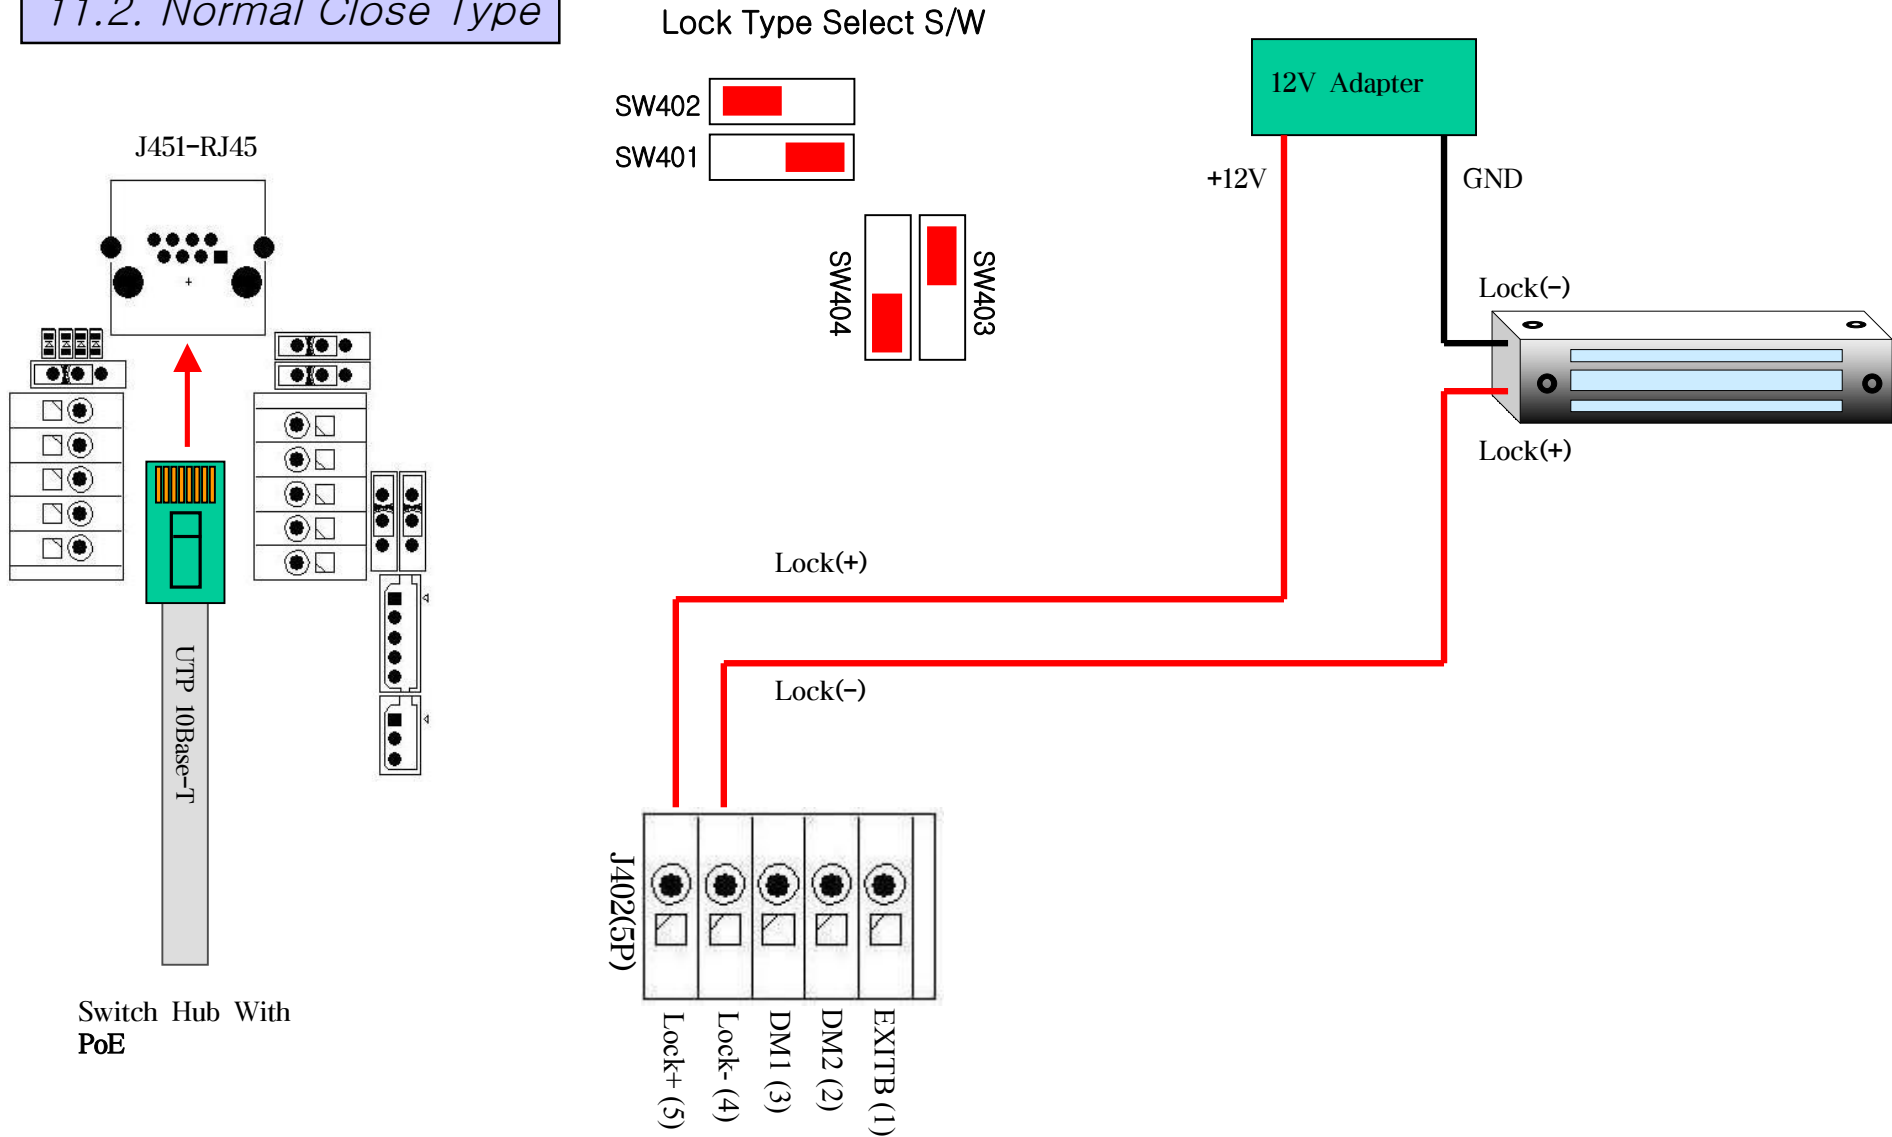 11.2. Normal Close Type
Lock Type Select S/W
SW402
SW401
SW404
SW403
J451-RJ45
UTP 10Base-T
Switch Hub With
PoE
12V Adapter
+12V
GND
Lock(-)
Lock(+)
Lock(+)
Lock(-)
J402(5P)
Lock+ (5)
Lock- (4)
DM1 (3)
DM2 (2)
EXITB (1)